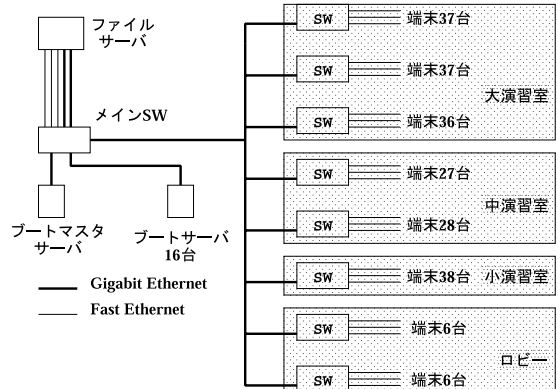 ファイル
サーバ
メインSW
ブートマスタ
サーバ
ブートサーバ
16台
Gigabit Ethernet
Fast Ethernet
SW
端末37台
SW
端末37台
大演習室
SW
端末36台
SW
端末27台
中演習室
SW
端末28台
SW
端末38台
小演習室
SW
端末6台
ロビー
SW
端末6台